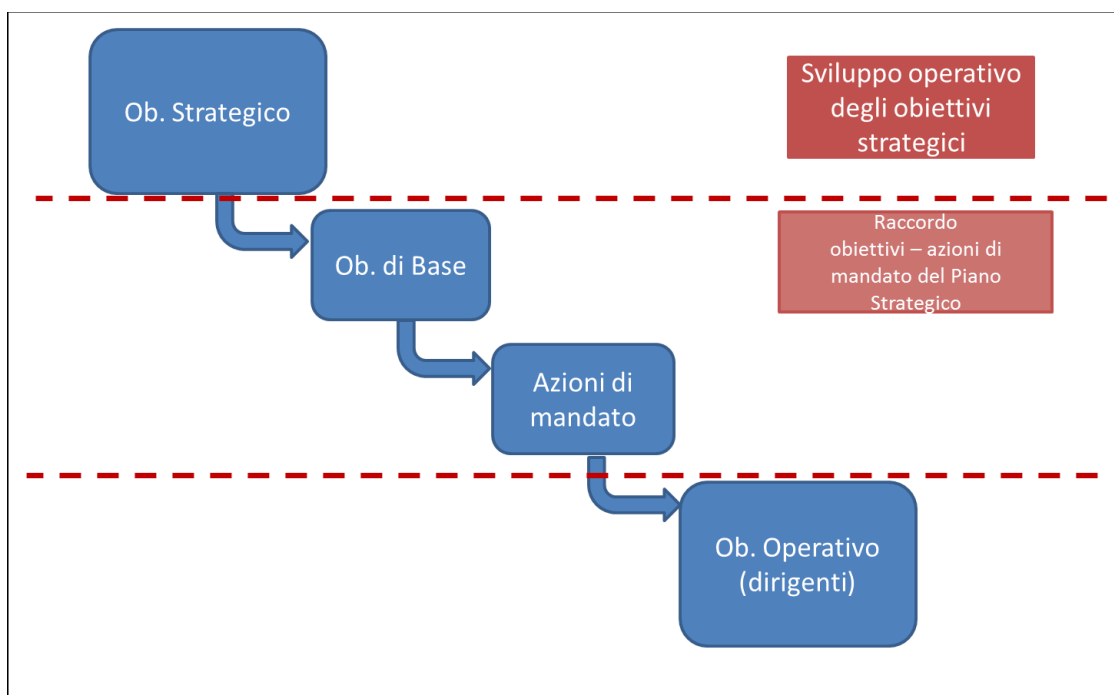 Ob. Strategico
Sviluppo operativo
degli obiettivi
strategici
Ob. di Base
Raccordo
obiettivi – azioni di
mandato del Piano
Strategico
Azioni di
mandato
Ob. Operativo
(dirigenti)